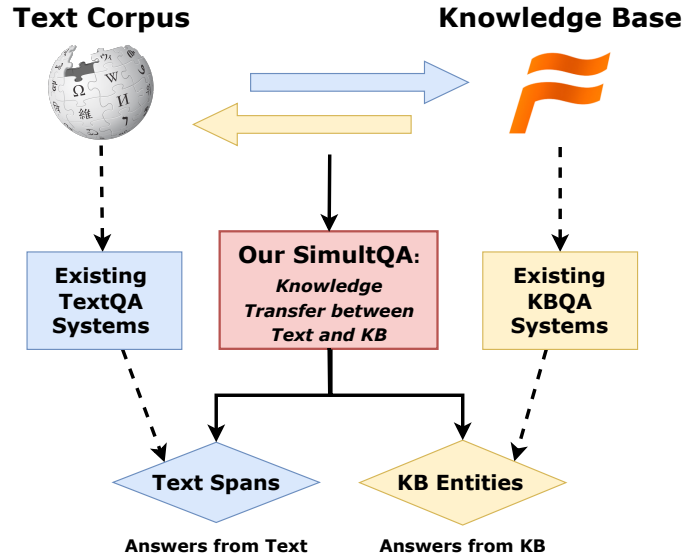 Text Corpus
Knowledge Base
Ω
W
И
維
Existing
TextQA
Systems
Our SimultQA:
Knowledge
Transfer between
Text and KB
Existing
KBQA
Systems
Text Spans
KB Entities
Answers from Text
Answers from KB